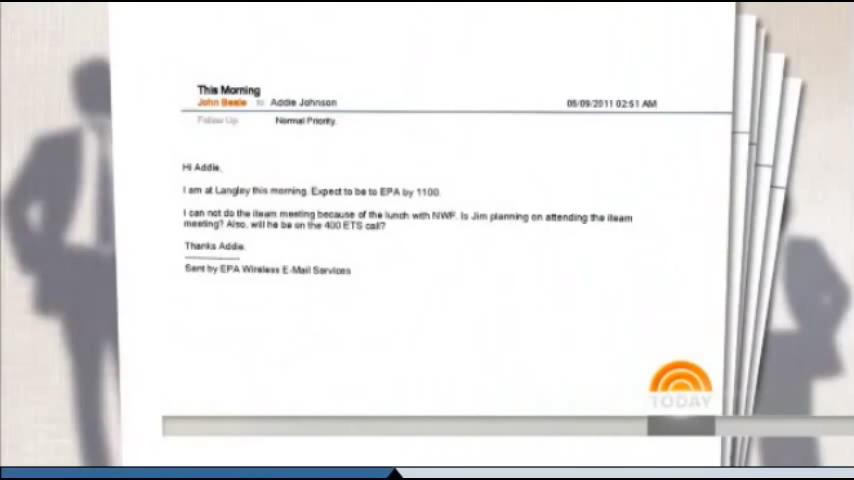 This Morning
John Beale to Addie Johnson 06/09/2011 02:51 AM
Follow Up Normal Priority.
Hi Addie,
I am at Langley this morning. Expect to be to EPA by 1100.
I can not do the iteam meeting because of the lunch with NWF. Is Jim planning on attending the iteam
meeting? Also, will he be on the 400 ETS call?
Thanks Addie.
Sent by EPA Wireless E-Mail Services
TODAY